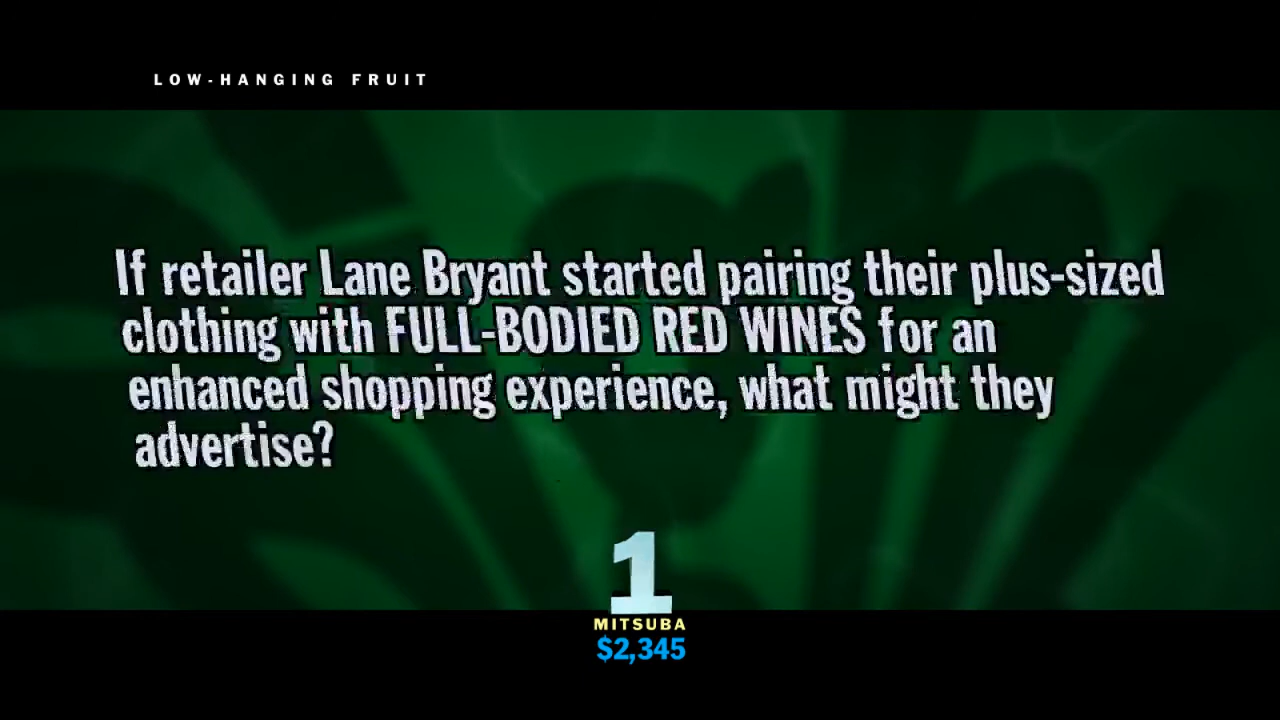 LOW-HANGING FRUIT
If retailer Lane Bryant started pairing their plus-sized
clothing with FULL-BODIED RED WINES for an
enhanced shopping experience, what might they
advertise?
1
MITSUBA
$2,345